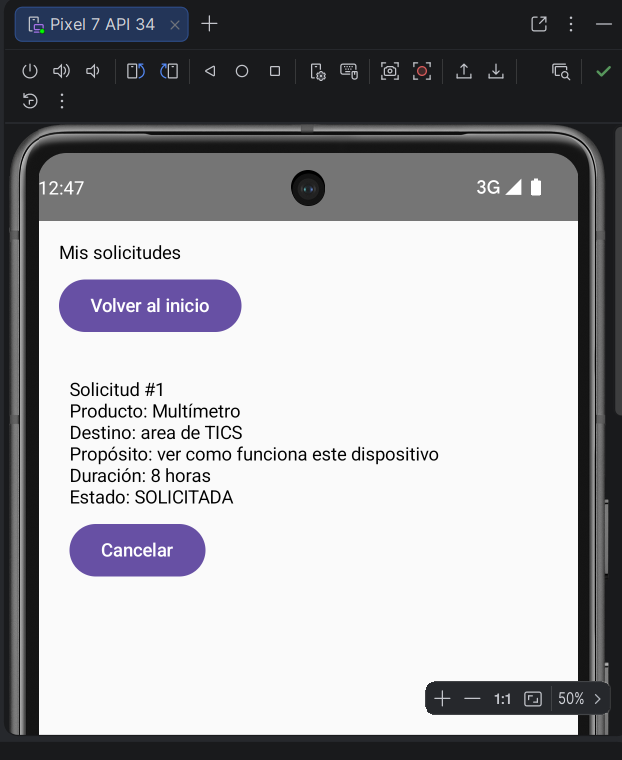 Pixel 7 API 34
12:47
3G
Mis solicitudes
Volver al inicio
Solicitud #1
Producto: Multímetro
Destino: area de TICS
Propósito: ver como funciona este dispositivo
Duración: 8 horas
Estado: SOLICITADA
Cancelar
1:1
50%